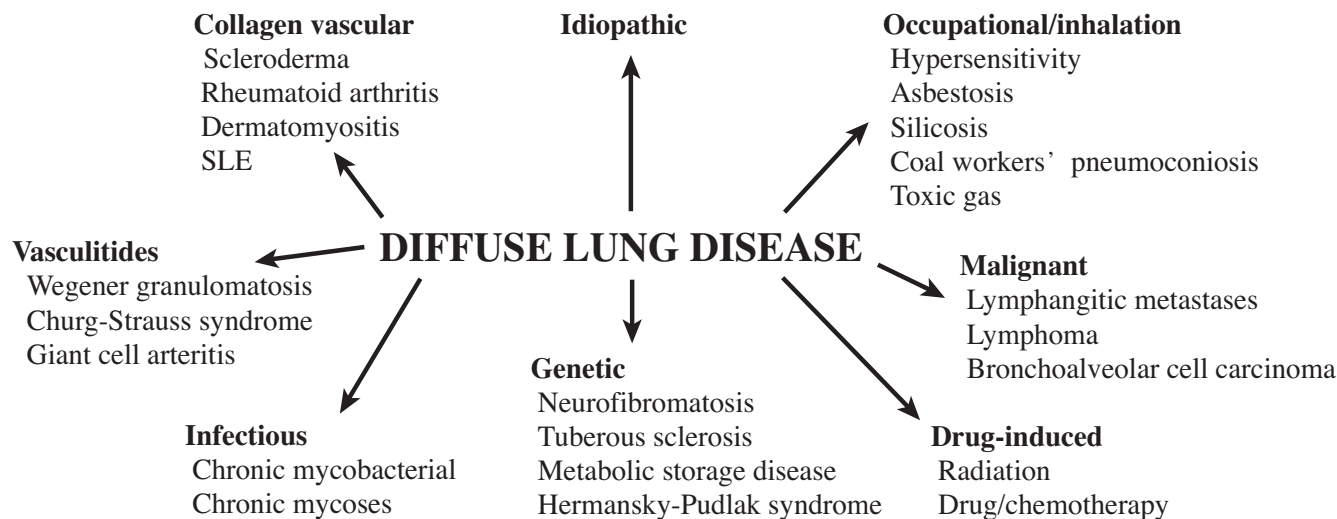 Collagen vascular
Scleroderma
Rheumatoid arthritis
Dermatomyositis
SLE
Idiopathic
Occupational/inhalation
Hypersensitivity
Asbestosis
Silicosis
Coal workers’ pneumoconiosis
Toxic gas
DIFFUSE LUNG DISEASE
Vasculitides
Wegener granulomatosis
Churg-Strauss syndrome
Giant cell arteritis
Malignant
Lymphangitic metastases
Lymphoma
Bronchoalveolar cell carcinoma
Infectious
Chronic mycobacterial
Chronic mycoses
Genetic
Neurofibromatosis
Tuberous sclerosis
Metabolic storage disease
Hermansky-Pudlak syndrome
Drug-induced
Radiation
Drug/chemotherapy